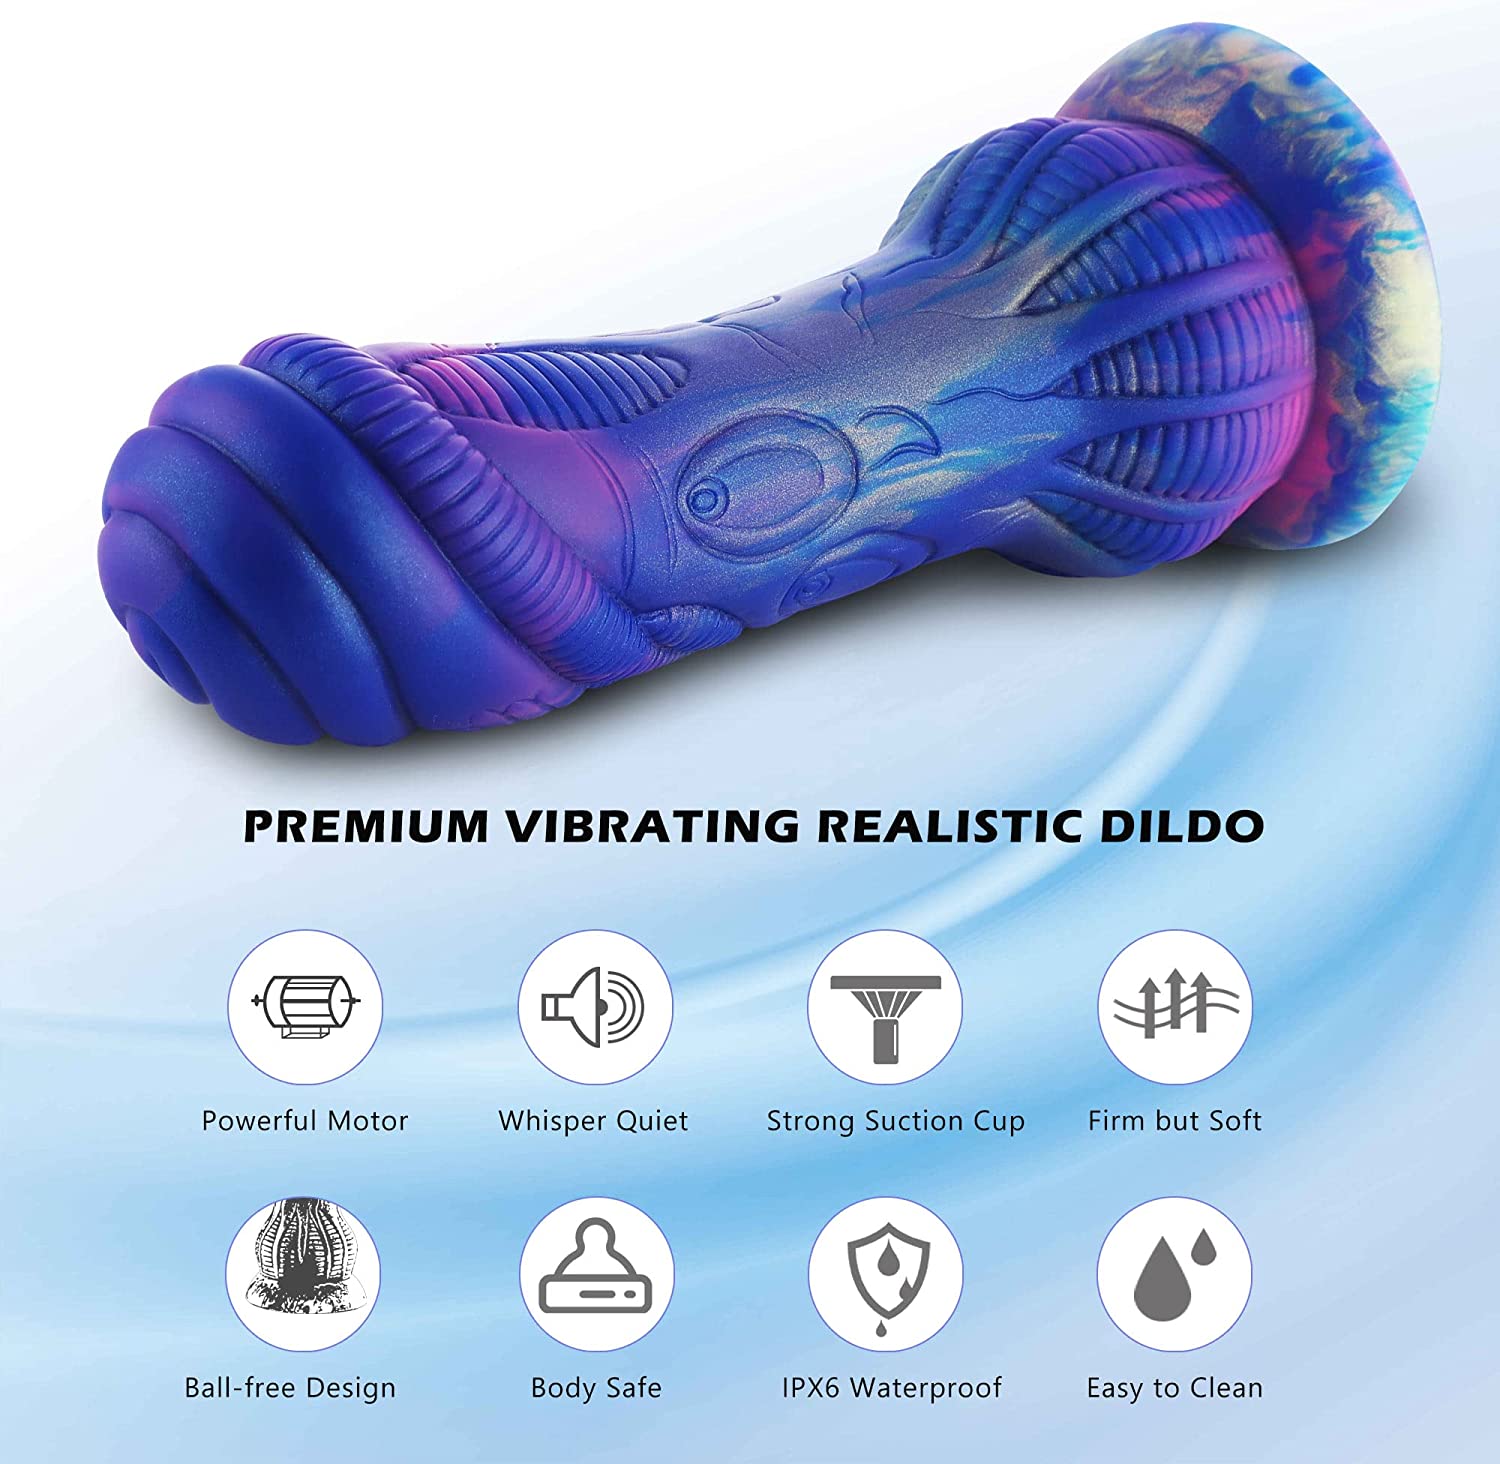 PREMIUM VIBRATING REALISTIC DILDO
Powerful Motor
Whisper Quiet
Strong Suction Cup
Firm but Soft
Ball-free Design
Body Safe
IPX6 Waterproof
Easy to Clean